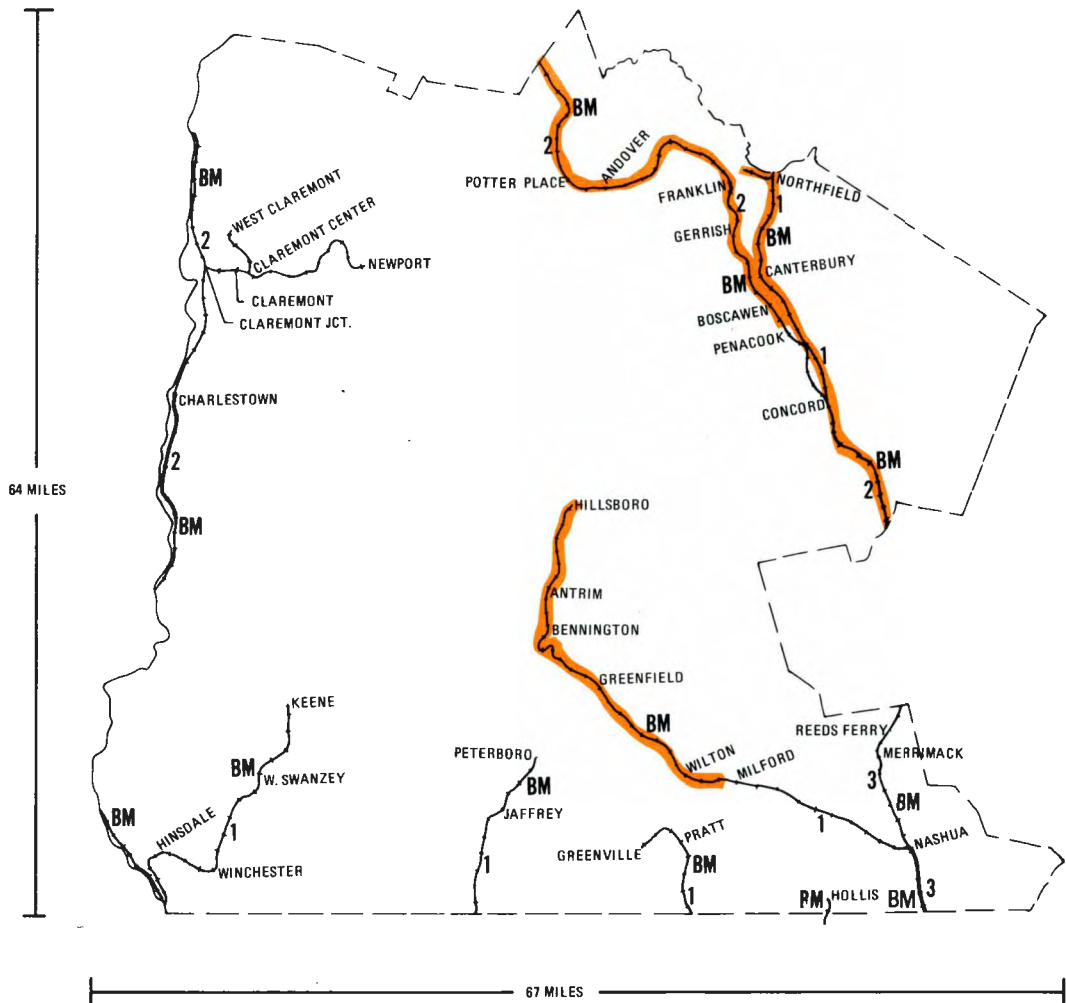 BM
2
POTTER PLACE
ANDOVER
FRANKLIN
2
NORTHFIELD
1
GERRISH
BM
CANTERBURY
BM
BOSCAWEN
PENACOOK
1
CONCORD
BM
2
BM
2
WEST CLAREMONT
CLAREMONT CENTER
NEWPORT
CLAREMONT
CLAREMONT JCT.
CHARLESTOWN
2
BM
64 MILES
HILLSBORO
ANTRIM
BENNINGTON
GREENFIELD
BM
WILTON
MILFORD
1
REEDS FERRY
MERRIMACK
3
BM
NASHUA
3
BM
HOLLIS
BM
KEENE
BM
W. SWANZEY
1
HINSDALE
WINCHESTER
BM
PETERBORO
BM
JAFFREY
1
PRATT
GREENVILLE
BM
1
67 MILES